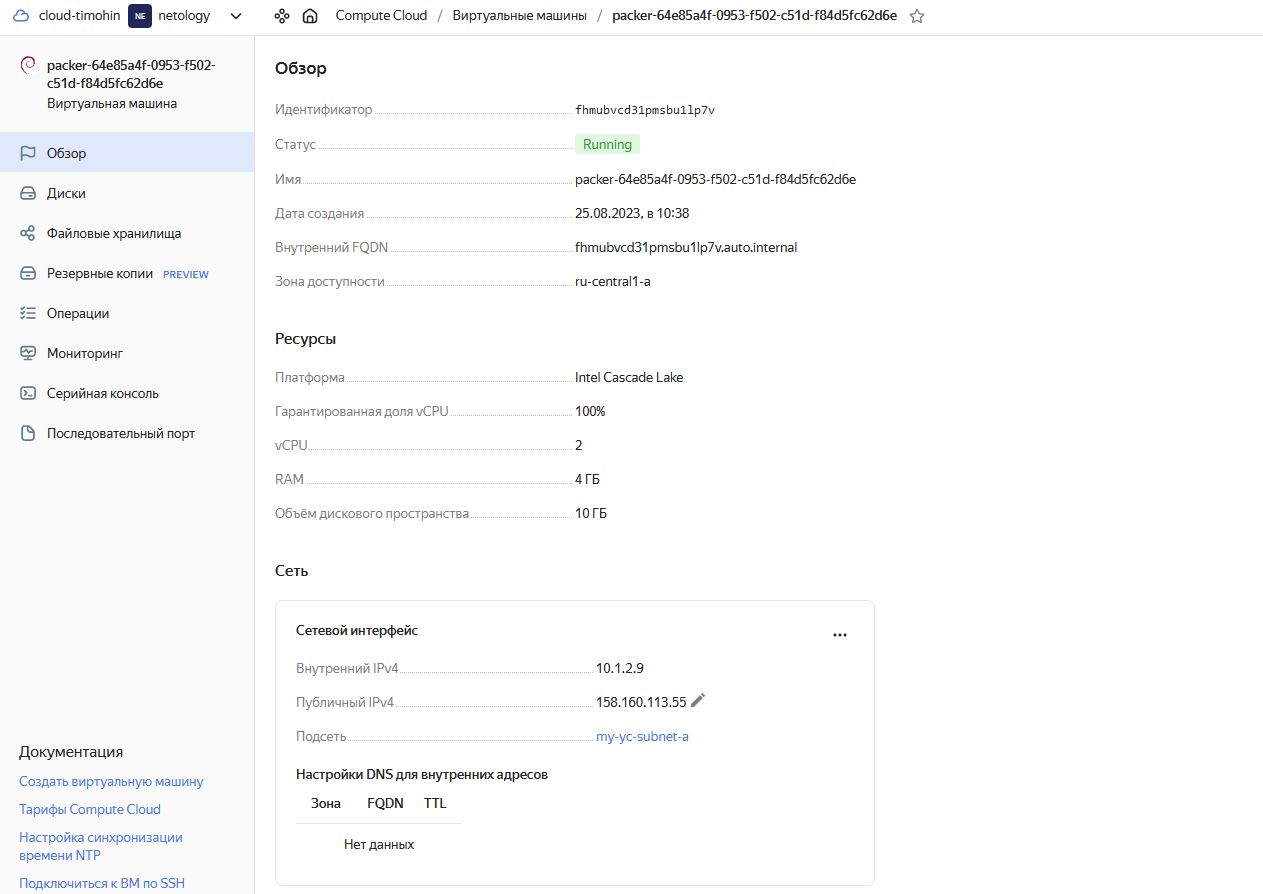 cloud-timohin NE netology Compute Cloud / Виртуальные машины / packer-64e85a4f-0953-f502-c51d-f84d5fc62d6e
packer-64e85a4f-0953-f502-
c51d-f84d5fc62d6e
Виртуальная машина
Обзор
Диски
Файловые хранилища
Резервные копии PREVIEW
Операции
Мониторинг
Серийная консоль
Последовательный порт
Документация
Создать виртуальную машину
Тарифы Compute Cloud
Настройка синхронизации
времени NTP
Подключиться к ВМ по SSH
Обзор
Идентификатор fhmubvcd31pmsbu1lp7v
Статус Running
Имя packer-64e85a4f-0953-f502-c51d-f84d5fc62d6e
Дата создания 25.08.2023, в 10:38
Внутренний FQDN fhmubvcd31pmsbu1lp7v.auto.internal
Зона доступности ru-central1-a
Ресурсы
Платформа Intel Cascade Lake
Гарантированная доля vCPU 100%
vCPU 2
RAM 4 ГБ
Объём дискового пространства 10 ГБ
Сеть
Сетевой интерфейс
Внутренний IPv4 10.1.2.9
Публичный IPv4 158.160.113.55
Подсеть my-yc-subnet-a
Настройки DNS для внутренних адресов
Зона FQDN TTL
Нет данных